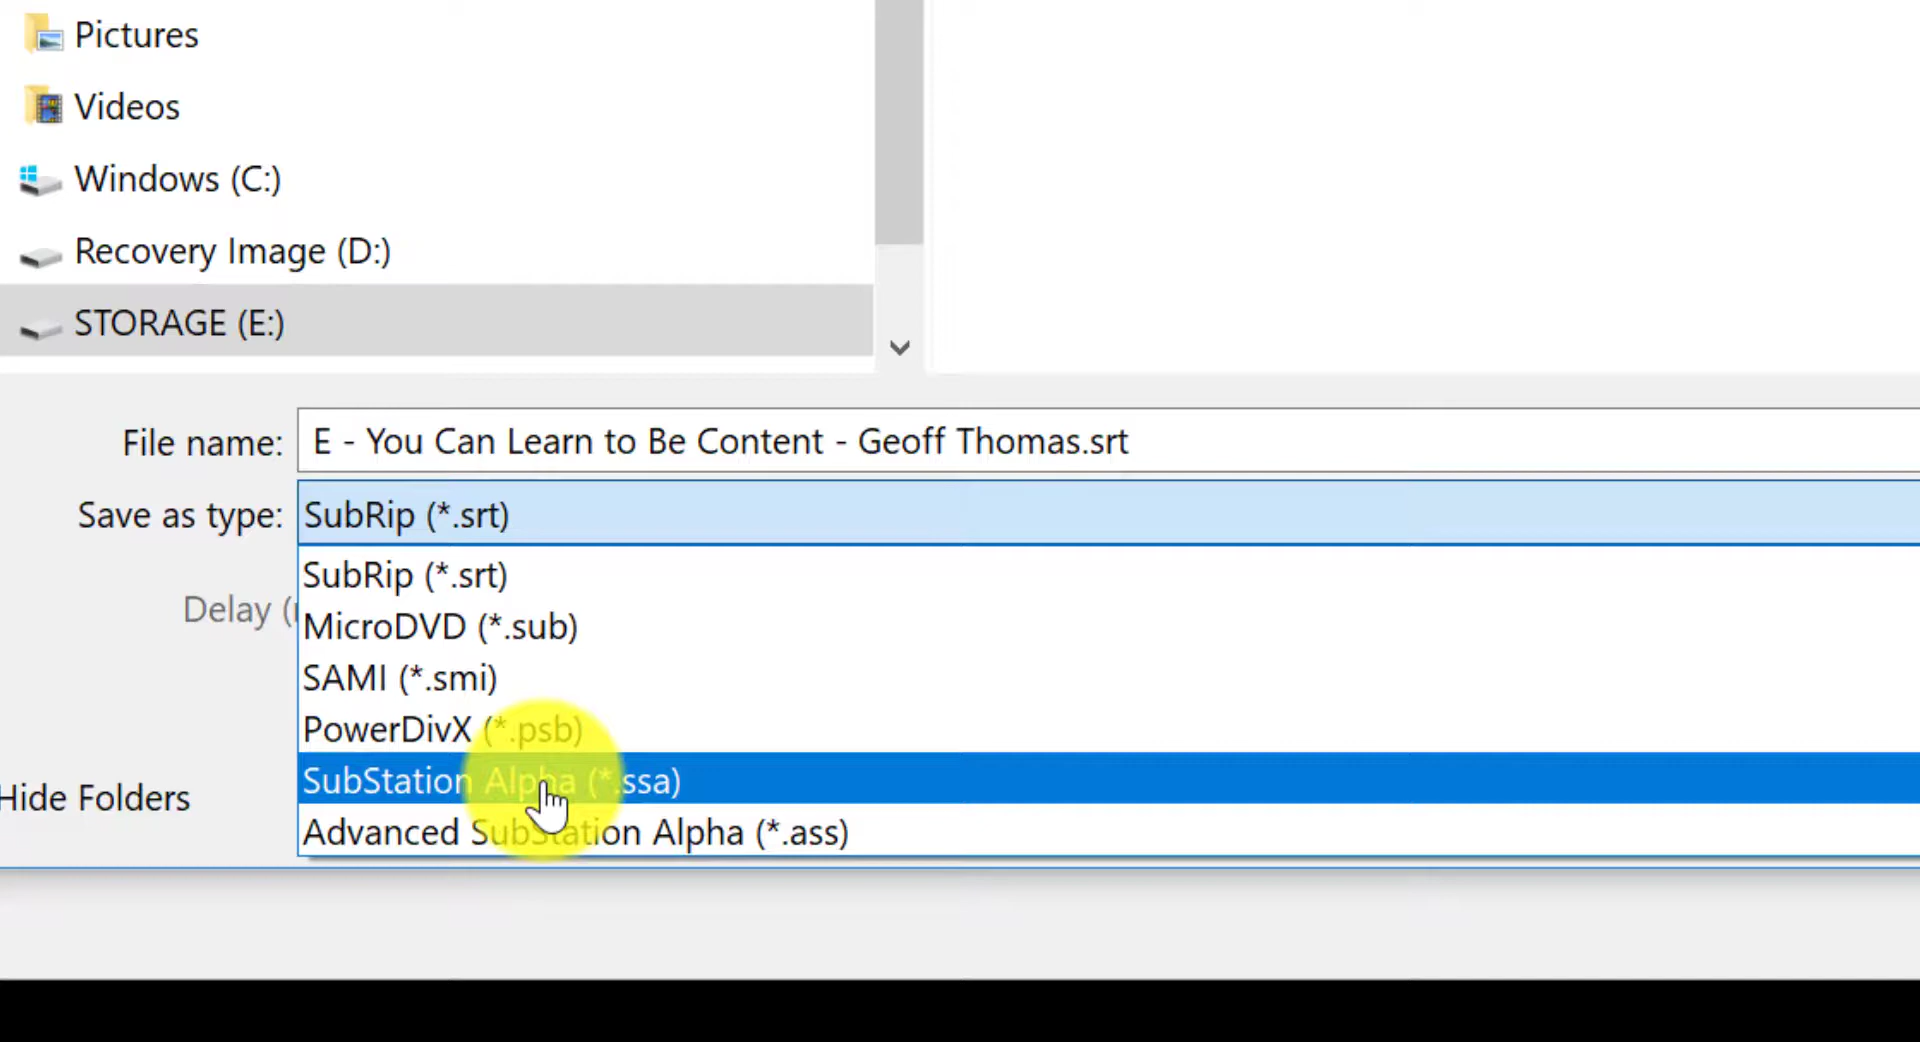 Pictures
Videos
Windows (C:)
Recovery Image (D:)
STORAGE (E:)
File name: E - You Can Learn to Be Content - Geoff Thomas.srt
Save as type: SubRip (*.srt)
SubRip (*.srt)
Delay (
MicroDVD (*.sub)
SAMI (*.smi)
PowerDivX (*.psb)
SubStation Alpha (*.ssa)
Hide Folders
Advanced SubStation Alpha (*.ass)